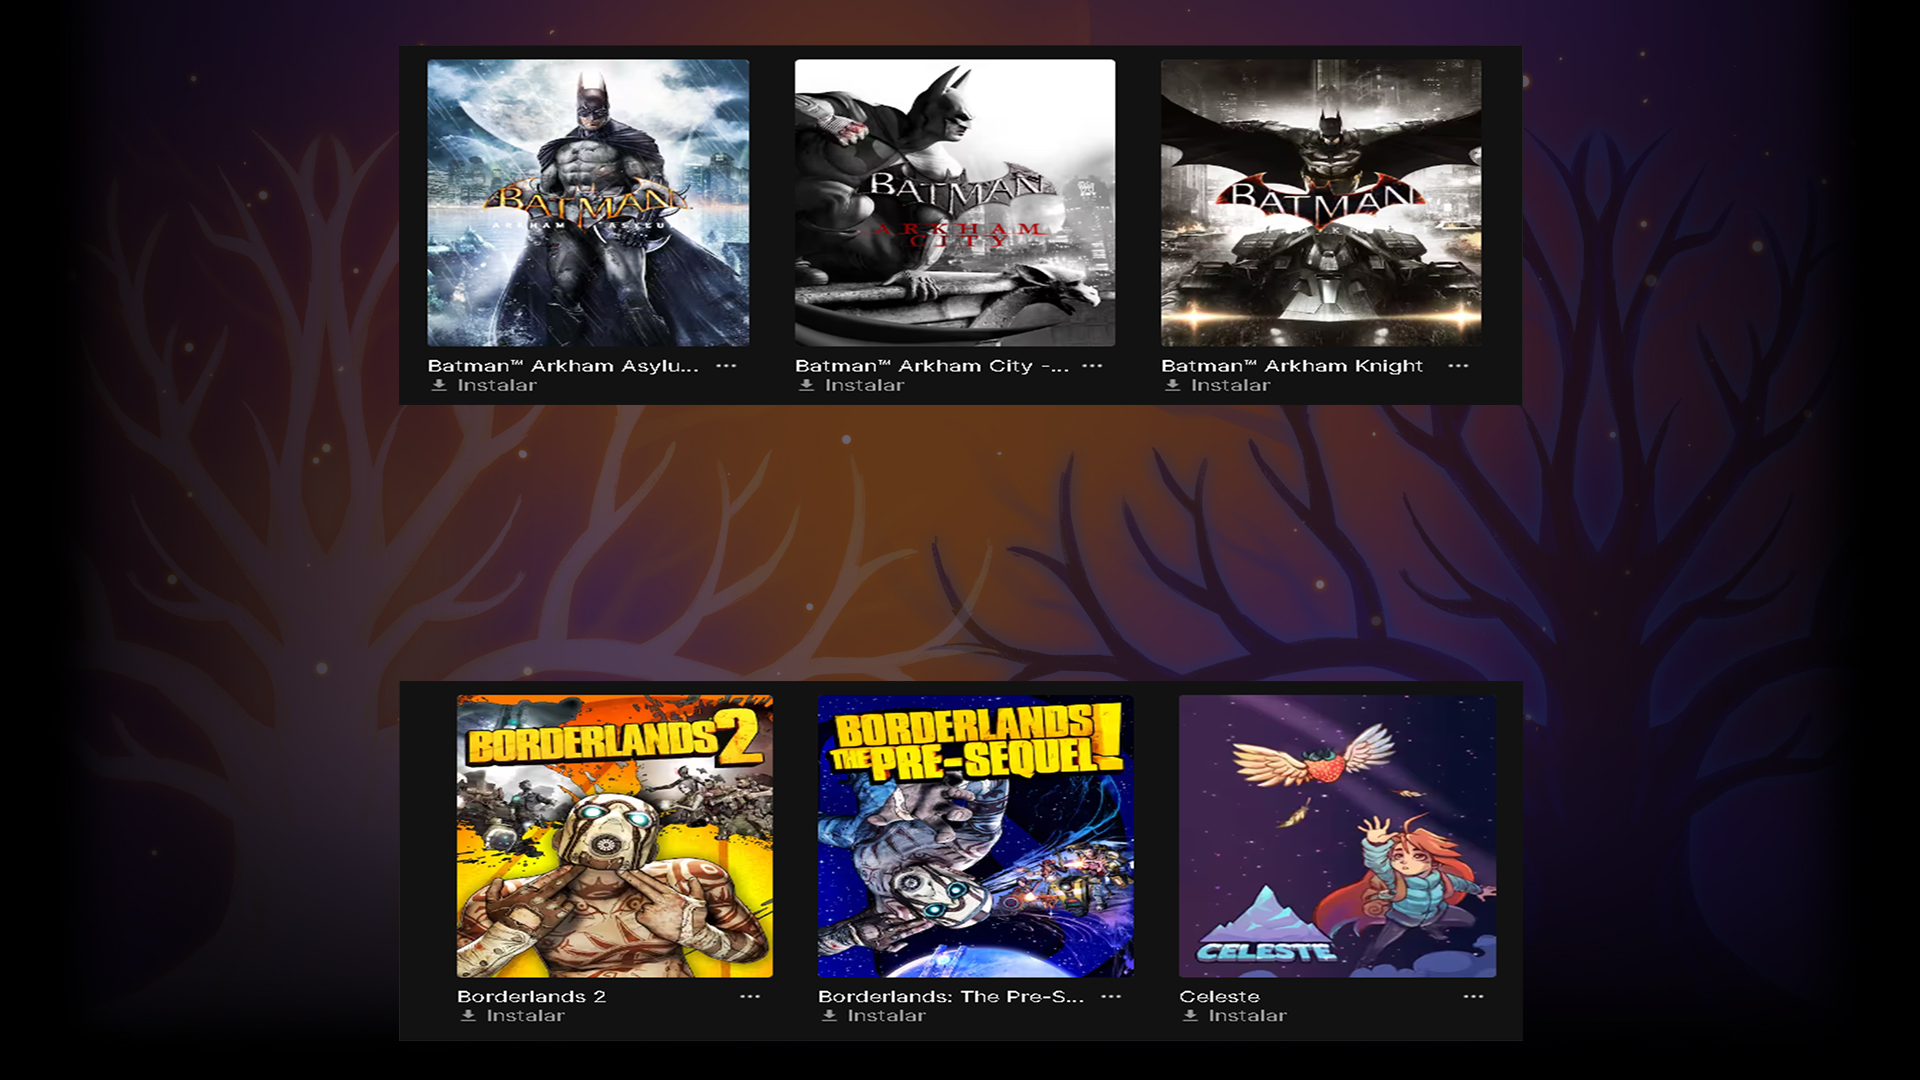 BATMAN
ARKHAM ASYLUM
BATMAN
ARKHAM
CITY
BATMAN
Batman™ Arkham Asylu... ...
Instalar
Batman™ Arkham City -... ...
Instalar
Batman™ Arkham Knight ...
Instalar
BORDERLANDS 2
BORDERLANDS
THE PRE-SEQUEL!
CELESTE
Borderlands 2 ...
Instalar
Borderlands: The Pre-S... ...
Instalar
Celeste ...
Instalar